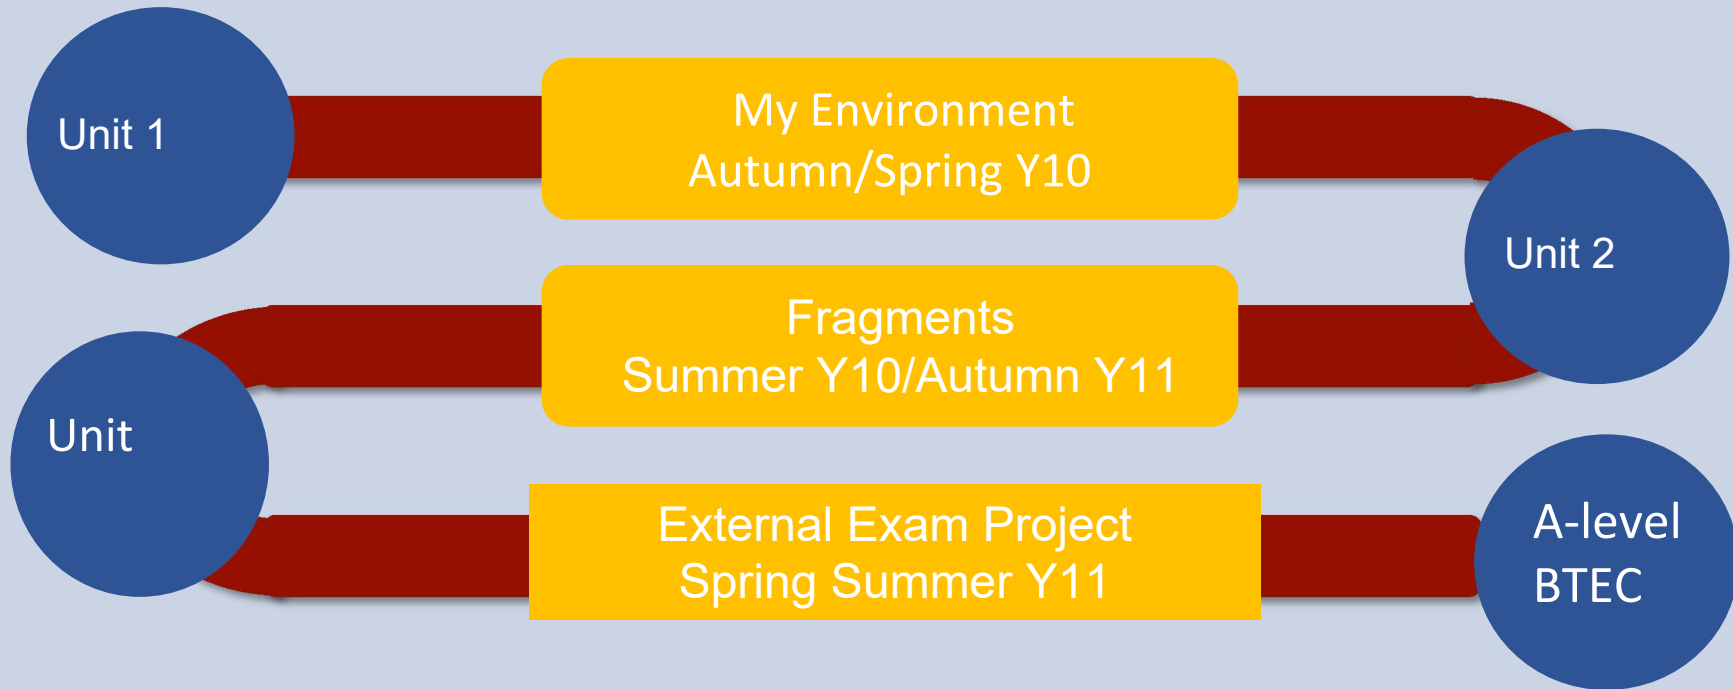 Unit 1
My Environment
Autumn/Spring Y10
Unit 2
Fragments
Summer Y10/Autumn Y11
Unit
External Exam Project
Spring Summer Y11
A-level
BTEC